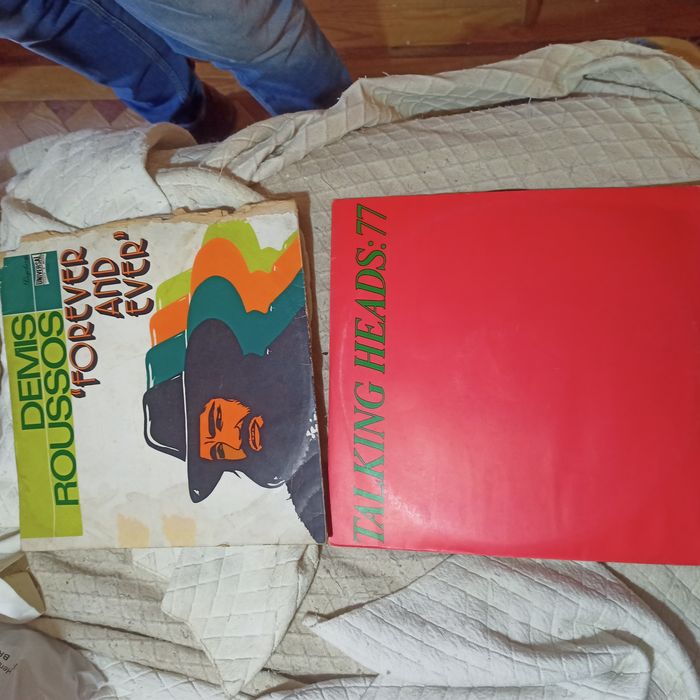 DEMIS
ROUSSOS
"FOREVER
AND
EVER"
TALKING HEADS: 77